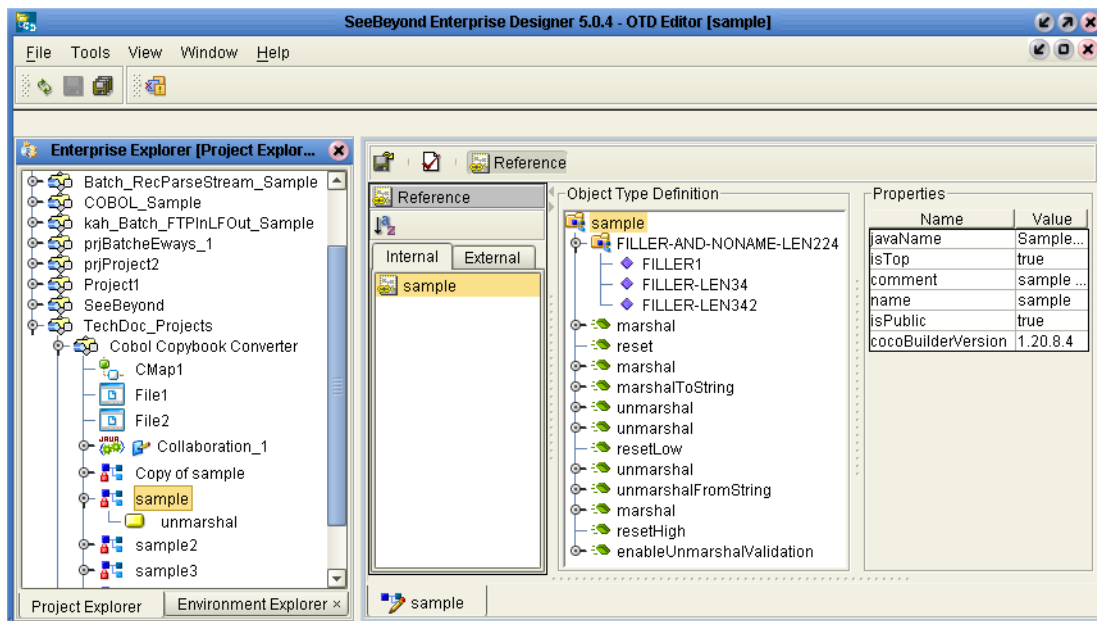 SeeBeyond Enterprise Designer 5.0.4 - OTD Editor [sample]
File Tools View Window Help
Enterprise Explorer [Project Explor...
Batch_RecParseStream_Sample
COBOL_Sample
kah_Batch_FTPInLFOut_Sample
prjBatcheEways_1
prjProject2
Project1
SeeBeyond
TechDoc_Projects
Cobol Copybook Converter
CMap1
File1
File2
JAVA Collaboration_1
Copy of sample
sample
unmarshal
sample2
sample3
Project Explorer
Environment Explorer ×
Reference
Reference
Internal External
sample
Object Type Definition
sample
FILLER-AND-NONAME-LEN224
FILLER1
FILLER-LEN34
FILLER-LEN342
marshal
reset
marshal
marshalToString
unmarshal
unmarshal
resetLow
unmarshal
unmarshalFromString
marshal
resetHigh
enableUnmarshalValidation
Properties
Name Value
javaName Sample...
isTop true
comment sample ...
name sample
isPublic true
cocoBuilderVersion 1.20.8.4
sample